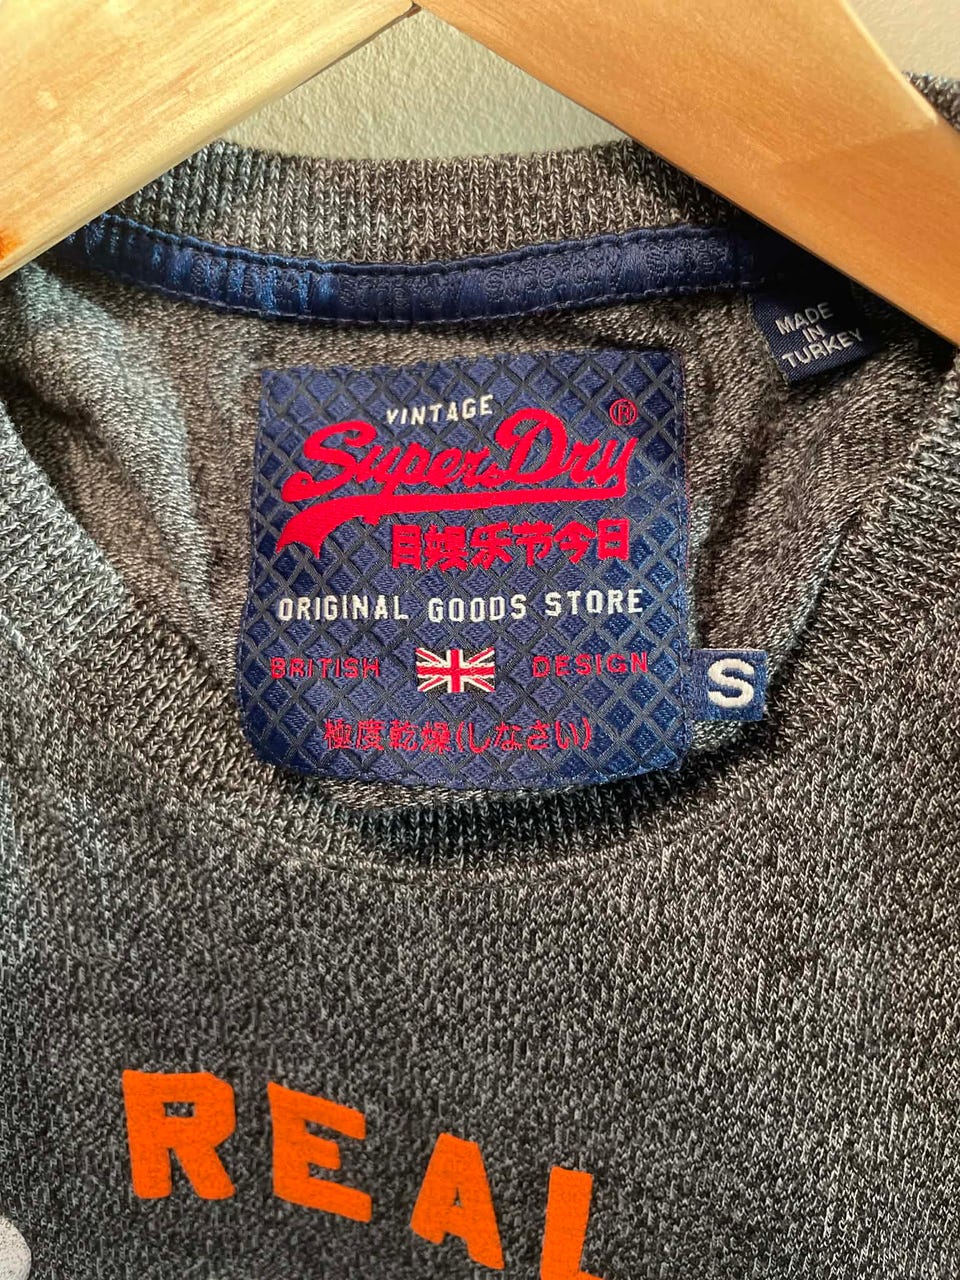 MADE
IN
TURKEY
VINTAGE
SuperDry®
目娱乐节今日
ORIGINAL GOODS STORE
BRITISH DESIGN
S
極度乾燥(しなさい)
REAL